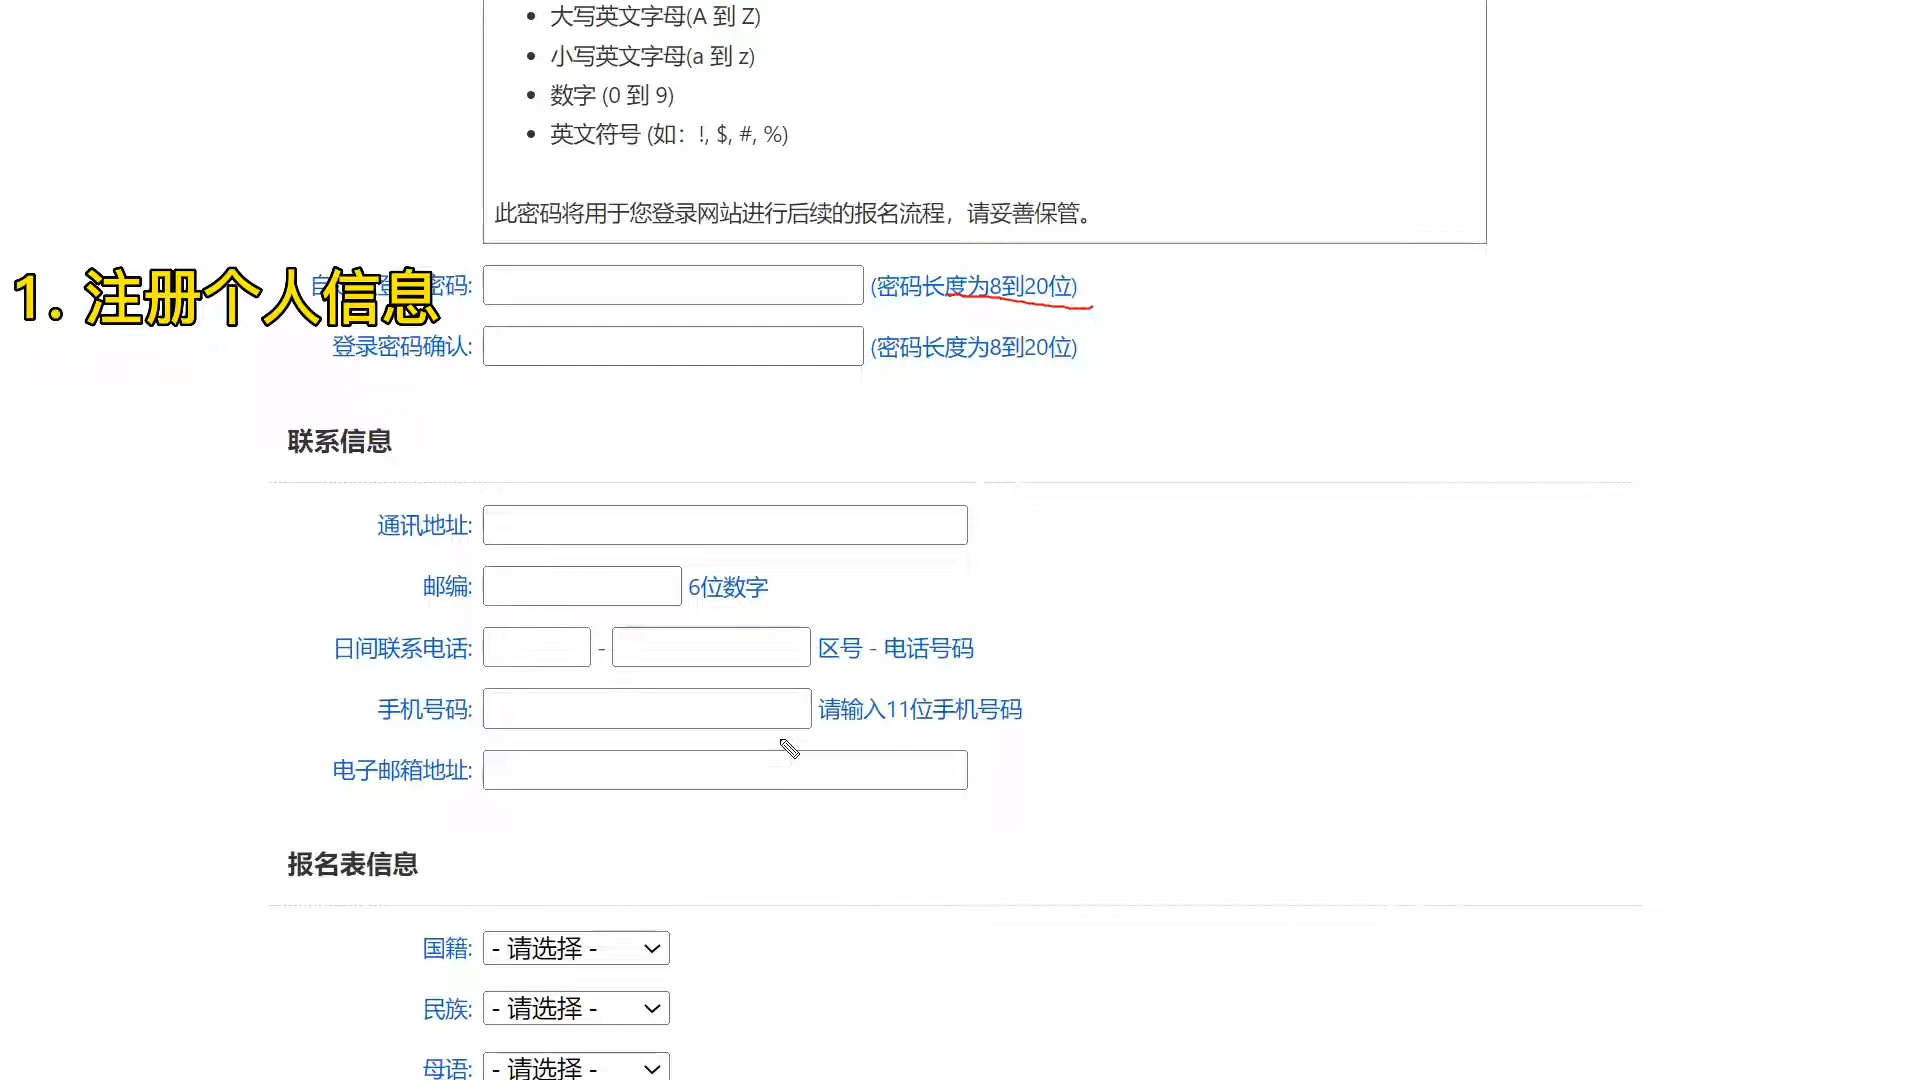 大写英文字母(A 到 Z)
小写英文字母(a 到 z)
数字 (0 到 9)
英文符号 (如：!, $, #, %)
此密码将用于您登录网站进行后续的报名流程，请妥善保管。
1. 注册个人信息
密码: (密码长度为8到20位)
登录密码确认: (密码长度为8到20位)
联系信息
通讯地址:
邮编: 6位数字
日间联系电话: - 区号 - 电话号码
手机号码: 请输入11位手机号码
电子邮箱地址:
报名表信息
国籍: - 请选择 -
民族: - 请选择 -
母语: - 请选择 -